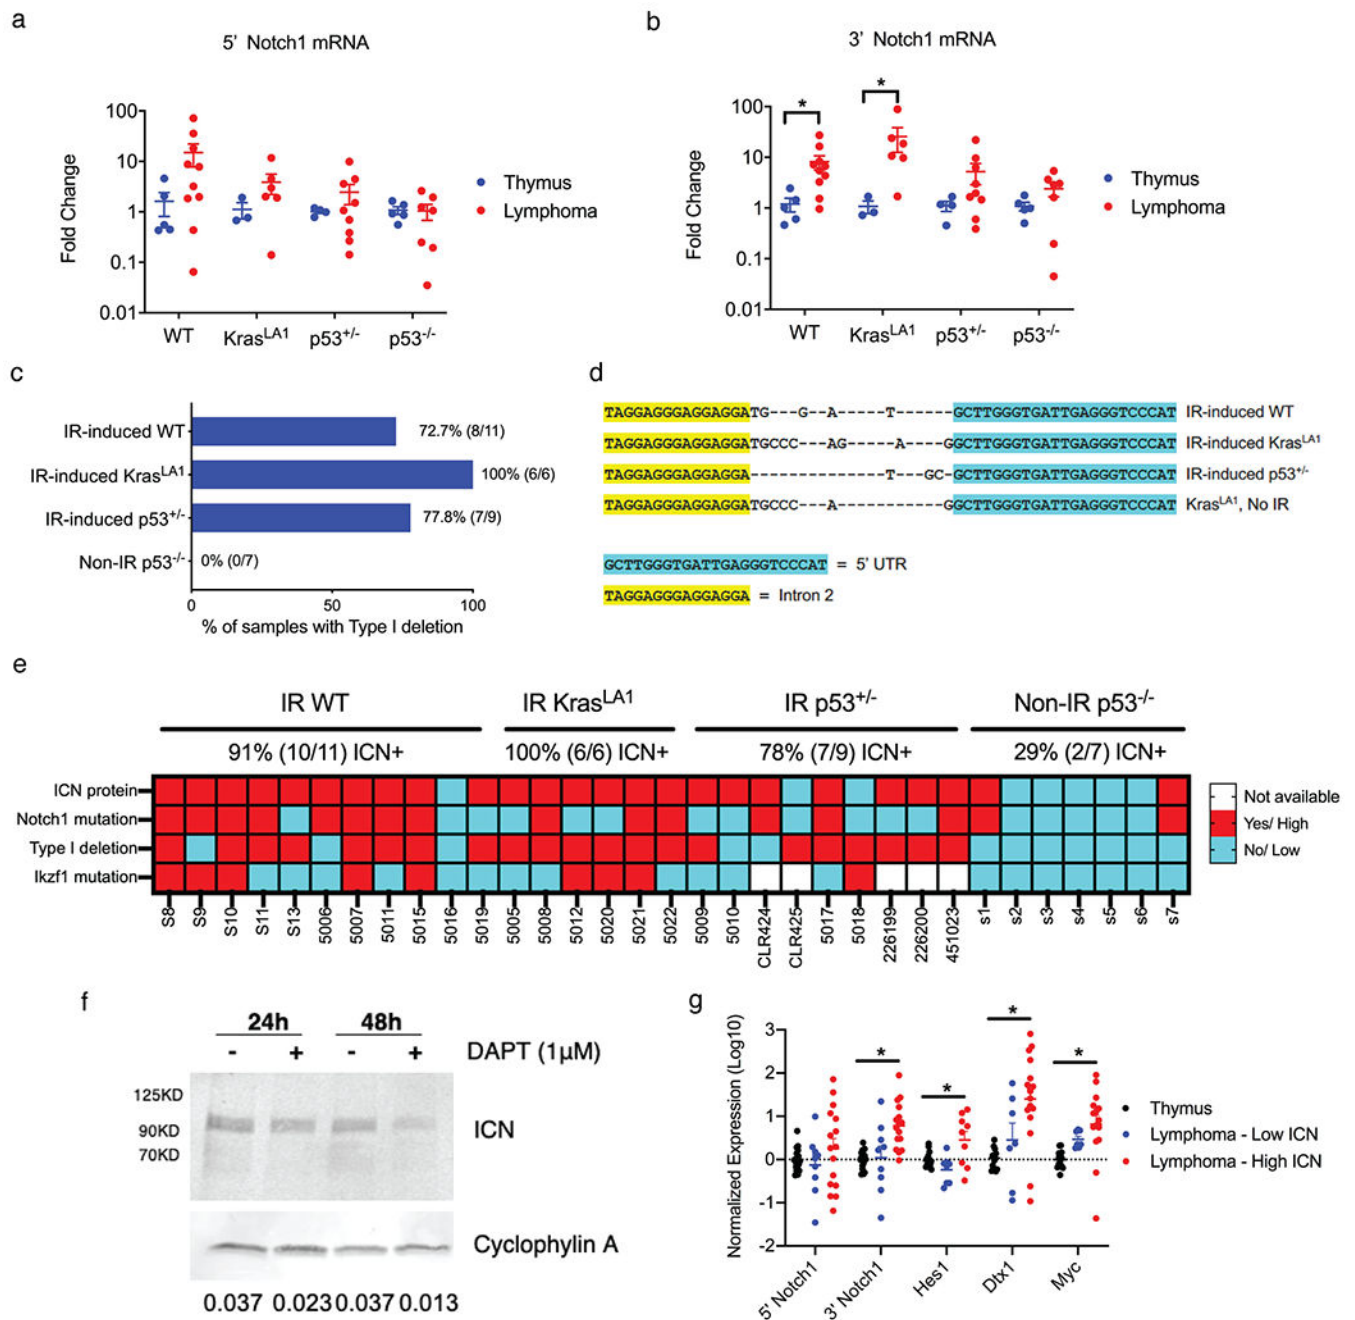 a
5' Notch1 mRNA
Fold Change
100
10
1
0.1
0.01
WT
KrasLA1
p53+/-
p53-/-
Thymus
Lymphoma
b
3' Notch1 mRNA
Fold Change
100
10
1
0.1
0.01
*
*
WT
KrasLA1
p53+/-
p53-/-
Thymus
Lymphoma
c
IR-induced WT
72.7% (8/11)
IR-induced KrasLA1
100% (6/6)
IR-induced p53+/-
77.8% (7/9)
Non-IR p53-/-
0% (0/7)
0
50
100
% of samples with Type I deletion
d
TAGGAGGGAGGAGGATG---G--A-----T------GCTTGGGTGATTGAGGGTCCCAT IR-induced WT
TAGGAGGGAGGAGGATGCCC---AG-----A----GGCTTGGGTGATTGAGGGTCCCAT IR-induced KrasLA1
TAGGAGGGAGGAGGA--------------T---GC-GCTTGGGTGATTGAGGGTCCCAT IR-induced p53+/-
TAGGAGGGAGGAGGATGCCC---A-----------GGCTTGGGTGATTGAGGGTCCCAT KrasLA1, No IR
GCTTGGGTGATTGAGGGTCCCAT = 5' UTR
TAGGAGGGAGGAGGA = Intron 2
e
IR WT
IR KrasLA1
IR p53+/-
Non-IR p53-/-
91% (10/11) ICN+
100% (6/6) ICN+
78% (7/9) ICN+
29% (2/7) ICN+
ICN protein
Notch1 mutation
Type I deletion
Ikzf1 mutation
Not available
Yes/ High
No/ Low
S8
S9
S10
S11
S13
5006
5007
5011
5015
5016
5019
5005
5008
5012
5020
5021
5022
5009
5010
CLR424
CLR425
5017
5018
226199
226200
451023
s1
s2
s3
s4
s5
s6
s7
f
24h
48h
- + - + DAPT (1µM)
125KD
90KD
70KD
ICN
Cyclophylin A
0.037 0.023 0.037 0.013
g
Normalized Expression (Log10)
3
2
1
0
-1
-2
*
*
*
*
5' Notch1
3' Notch1
Hes1
Dtx1
Myc
Thymus
Lymphoma - Low ICN
Lymphoma - High ICN